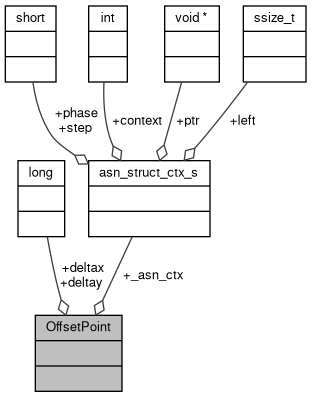 short
int
void *
ssize_t
+phase
+step
+context
+ptr
+left
long
asn_struct_ctx_s
+deltax
+deltay
+_asn_ctx
OffsetPoint